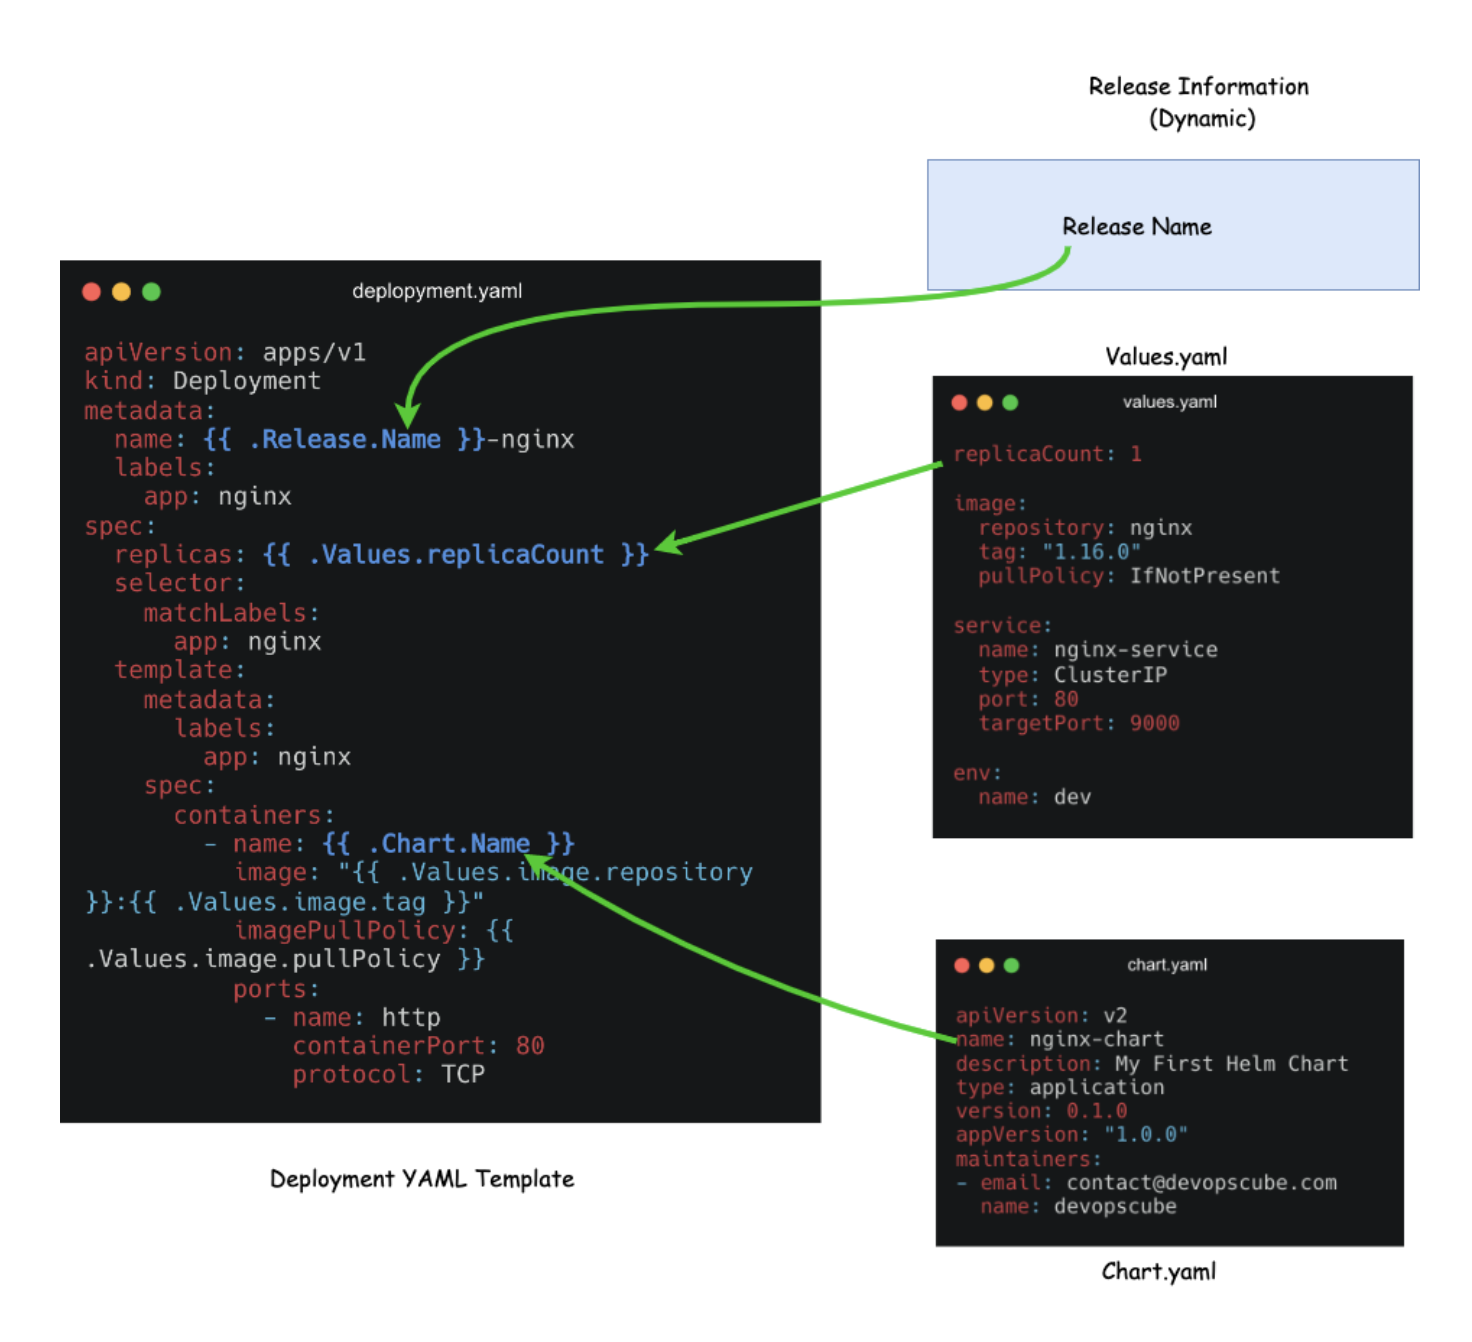 Release Information
(Dynamic)
Release Name
deplopyment.yaml
apiVersion: apps/v1
kind: Deployment
metadata:
  name: {{ .Release.Name }}-nginx
  labels:
    app: nginx
spec:
  replicas: {{ .Values.replicaCount }}
  selector:
    matchLabels:
      app: nginx
  template:
    metadata:
      labels:
        app: nginx
    spec:
      containers:
        - name: {{ .Chart.Name }}
          image: "{{ .Values.image.repository
}}:{{ .Values.image.tag }}"
          imagePullPolicy: {{
.Values.image.pullPolicy }}
          ports:
            - name: http
              containerPort: 80
              protocol: TCP
Deployment YAML Template
Values.yaml
values.yaml
replicaCount: 1
image:
  repository: nginx
  tag: "1.16.0"
  pullPolicy: IfNotPresent
service:
  name: nginx-service
  type: ClusterIP
  port: 80
  targetPort: 9000
env:
  name: dev
chart.yaml
apiVersion: v2
name: nginx-chart
description: My First Helm Chart
type: application
version: 0.1.0
appVersion: "1.0.0"
maintainers:
- email: contact@devopscube.com
  name: devopscube
Chart.yaml